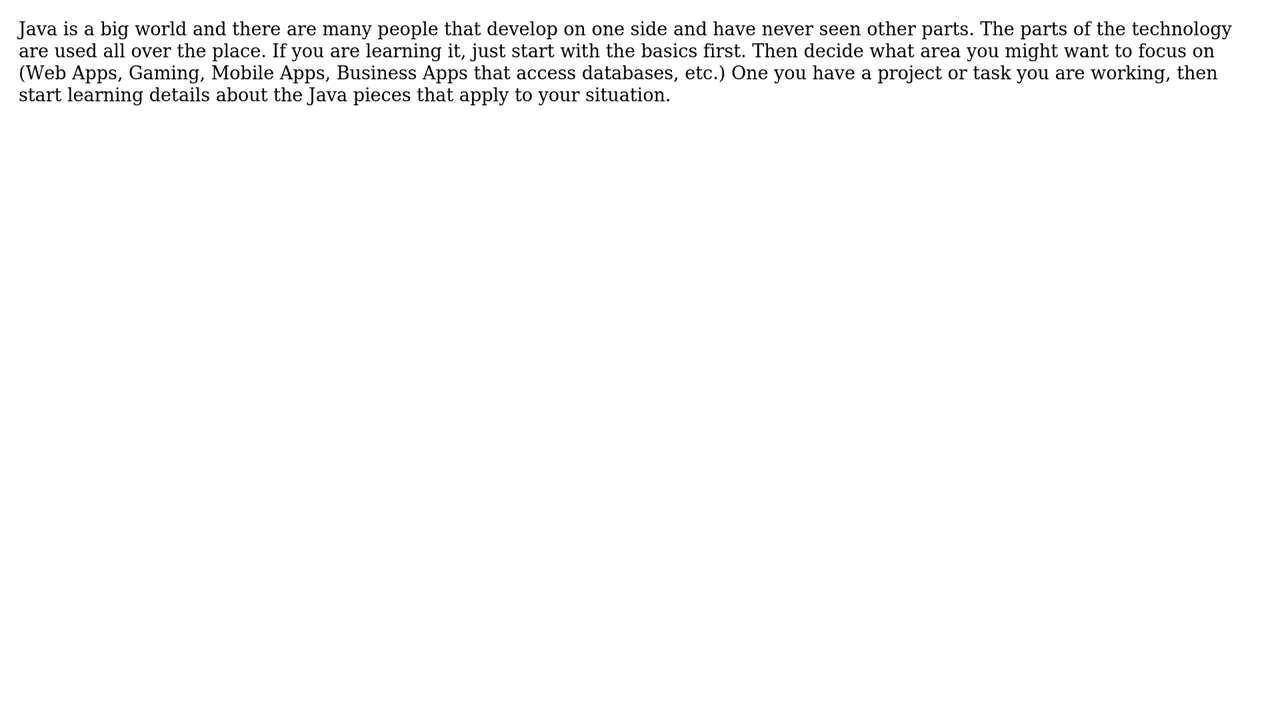 Java is a big world and there are many people that develop on one side and have never seen other parts. The parts of the technology
are used all over the place. If you are learning it, just start with the basics first. Then decide what area you might want to focus on
(Web Apps, Gaming, Mobile Apps, Business Apps that access databases, etc.) One you have a project or task you are working, then
start learning details about the Java pieces that apply to your situation.